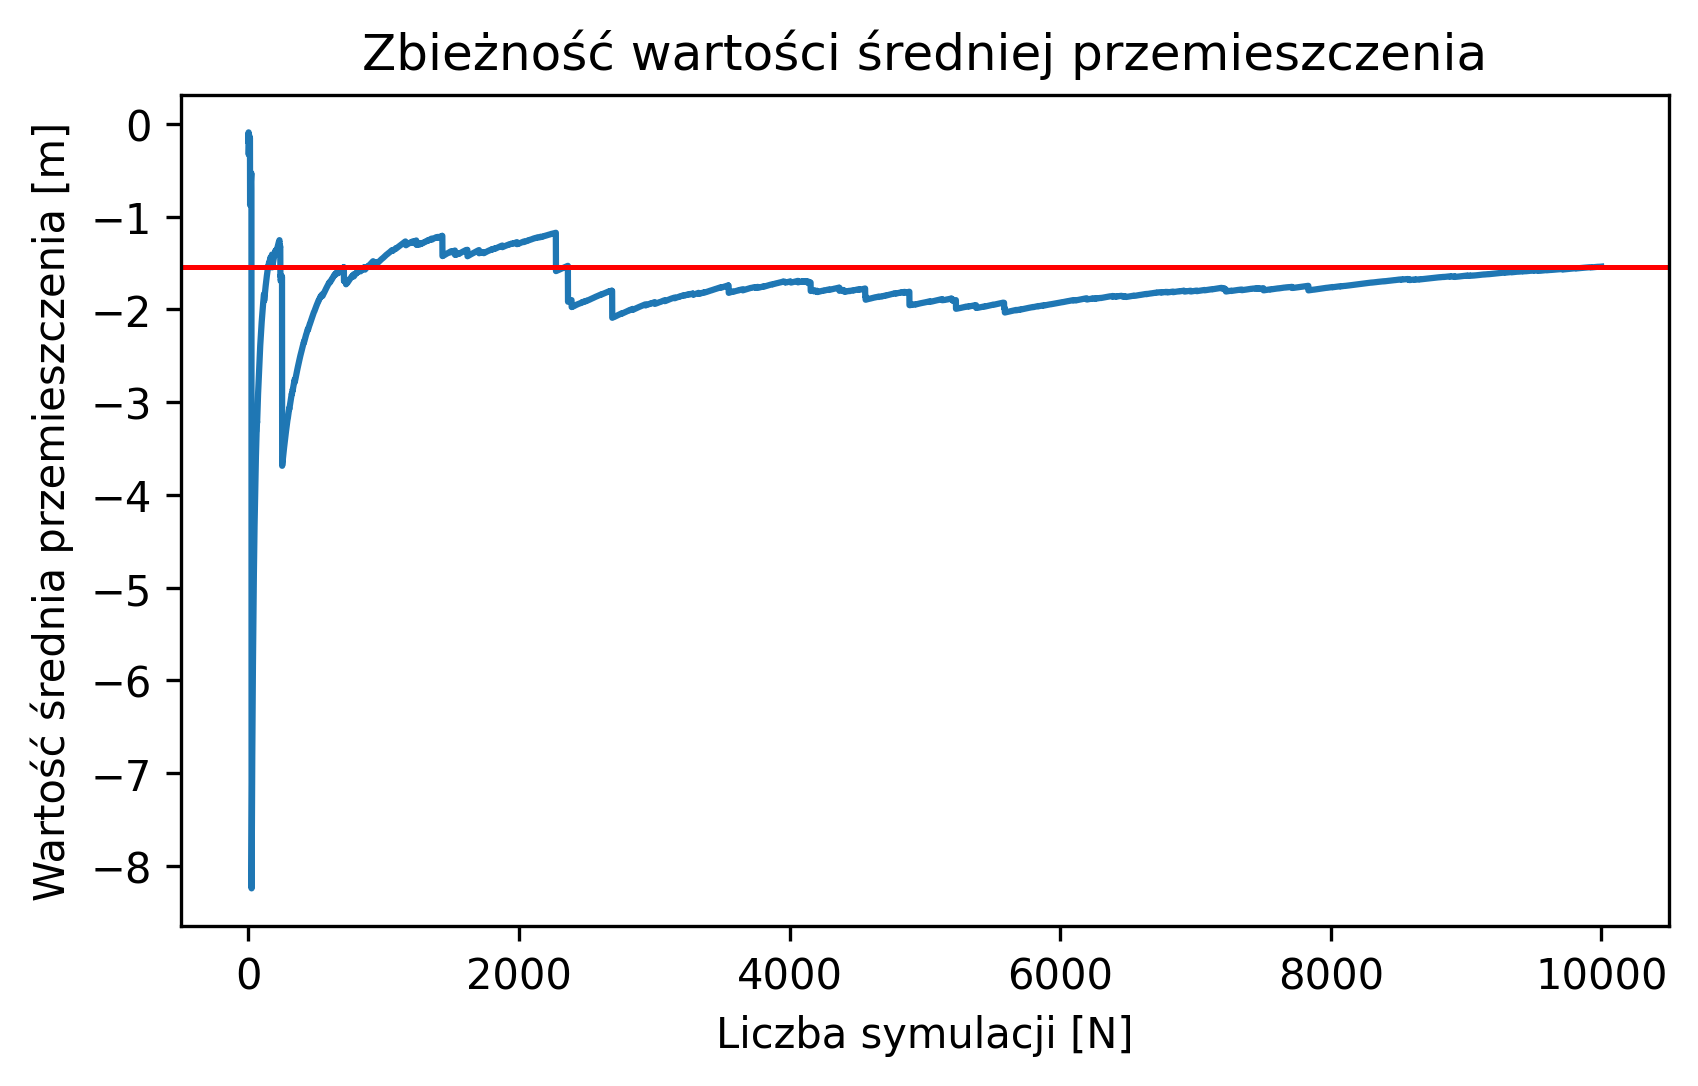 Zbieżność wartości średniej przemieszczenia
Wartość średnia przemieszczenia [m]
0
−1
−2
−3
−4
−5
−6
−7
−8
0 2000 4000 6000 8000 10000
Liczba symulacji [N]